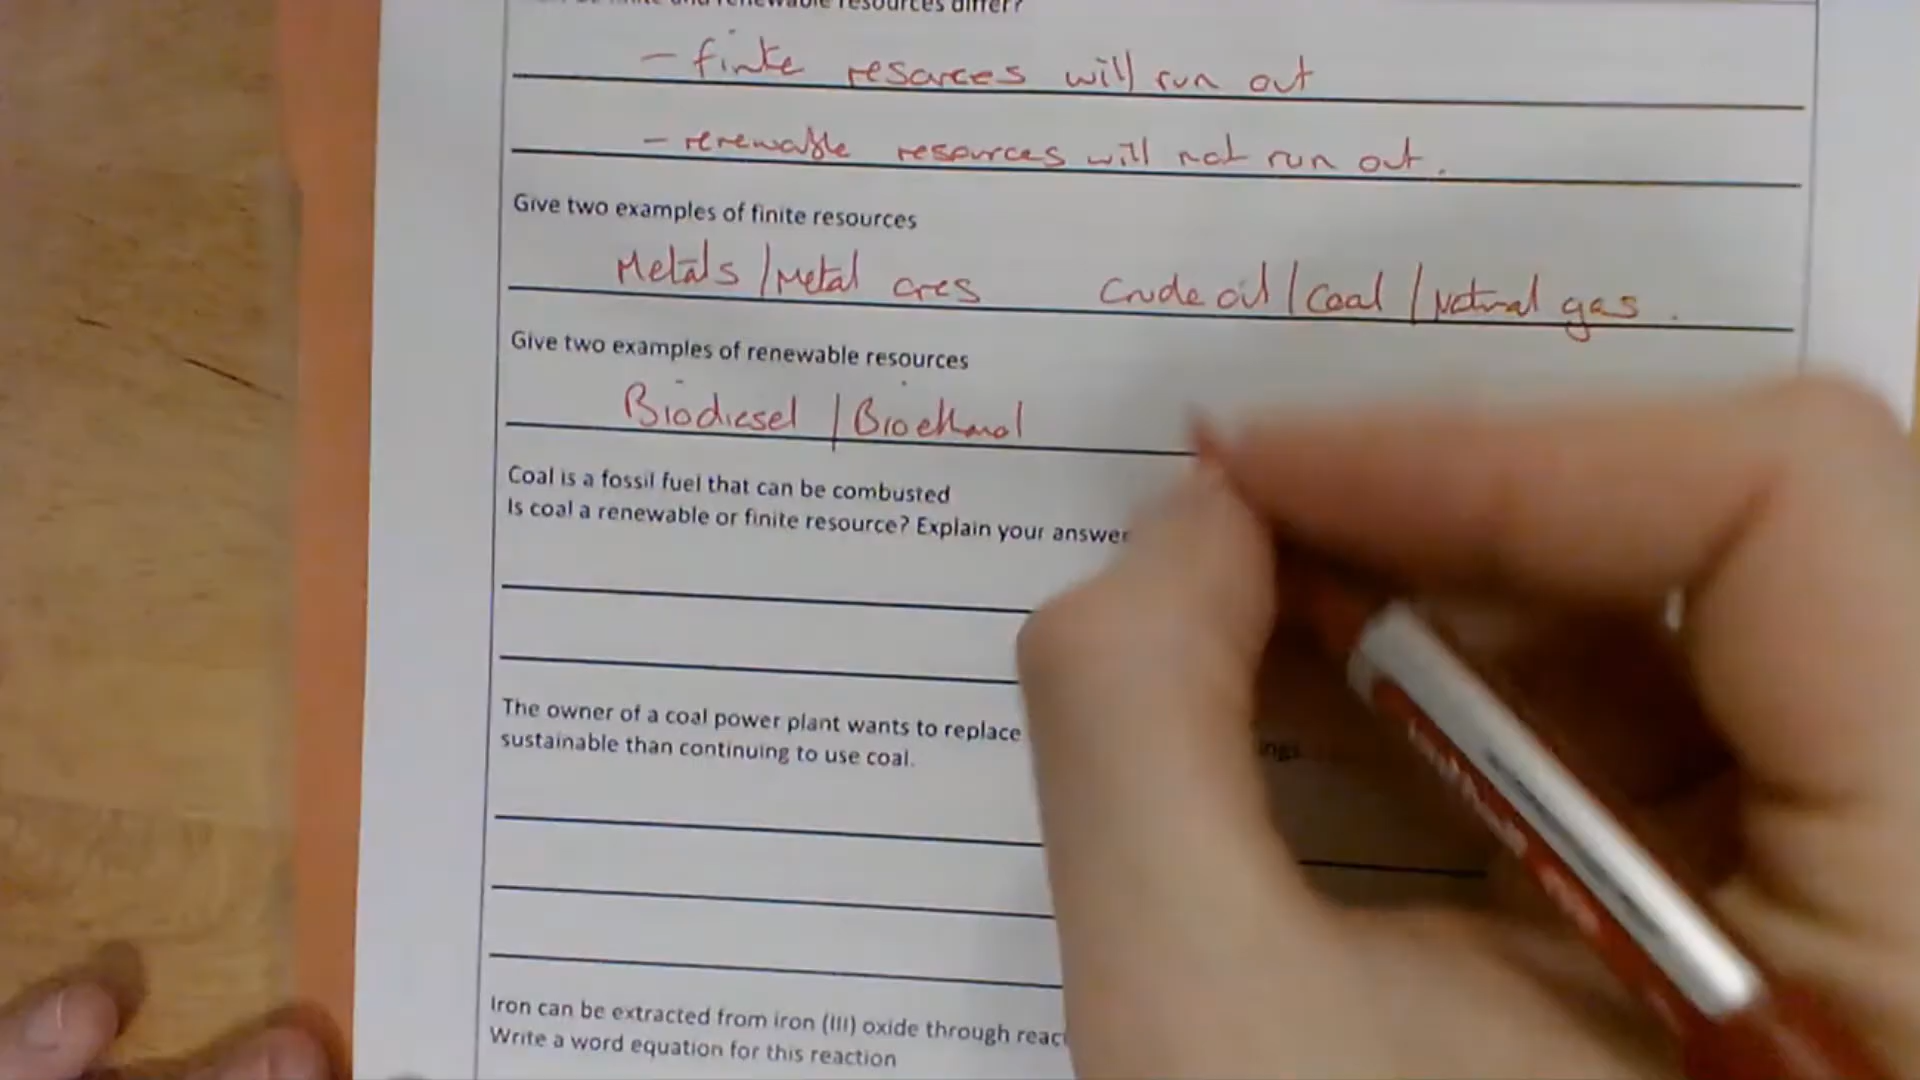 renewable resources differ?
- finite resources will run out
- renewable resources will not run out.
Give two examples of finite resources
Metals / Metal ores Crude oil / Coal / Natural gas.
Give two examples of renewable resources
Biodiesel / Bioethanol
Coal is a fossil fuel that can be combusted
Is coal a renewable or finite resource? Explain your answer
The owner of a coal power plant wants to replace
sustainable than continuing to use coal.
Iron can be extracted from iron (III) oxide through reac
Write a word equation for this reaction